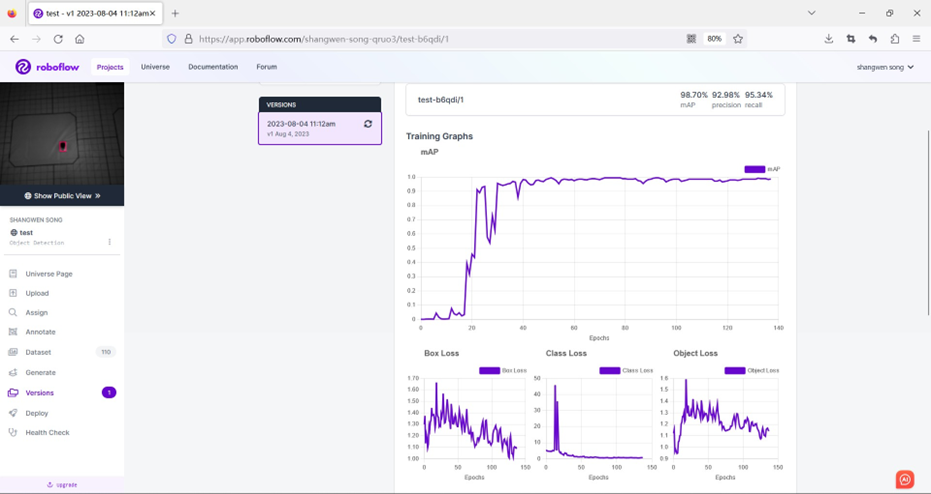 test - v1 2023-08-04 11:12am
https://app.roboflow.com/shangwen-song-qruo3/test-b6qdi/1
80%
roboflow
Projects
Universe
Documentation
Forum
shangwen song
Show Public View
SHANGWEN SONG
test
Object Detection
Universe Page
Upload
Assign
Annotate
Dataset
110
Generate
Versions
1
Deploy
Health Check
Upgrade
VERSIONS
2023-08-04 11:12am
v1 Aug 4, 2023
test-b6qdi/1
98.70% 92.98% 95.34%
mAP precision recall
Training Graphs
mAP
mAP
1.0
0.9
0.8
0.7
0.6
0.5
0.4
0.3
0.2
0.1
0
0 20 40 60 80 100 120 140
Epochs
Box Loss
Box Loss
1.70
1.60
1.50
1.40
1.30
1.20
1.10
1.00
0 50 100 150
Epochs
Class Loss
Class Loss
50
40
30
20
10
0
0 50 100 150
Epochs
Object Loss
Object Loss
1.6
1.5
1.4
1.3
1.2
1.1
1.0
0.9
0 50 100 150
Epochs